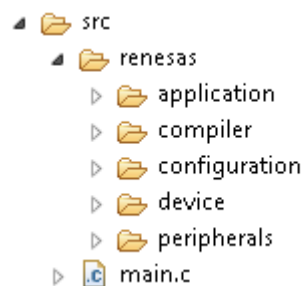 src
renesas
application
compiler
configuration
device
peripherals
.c main.c